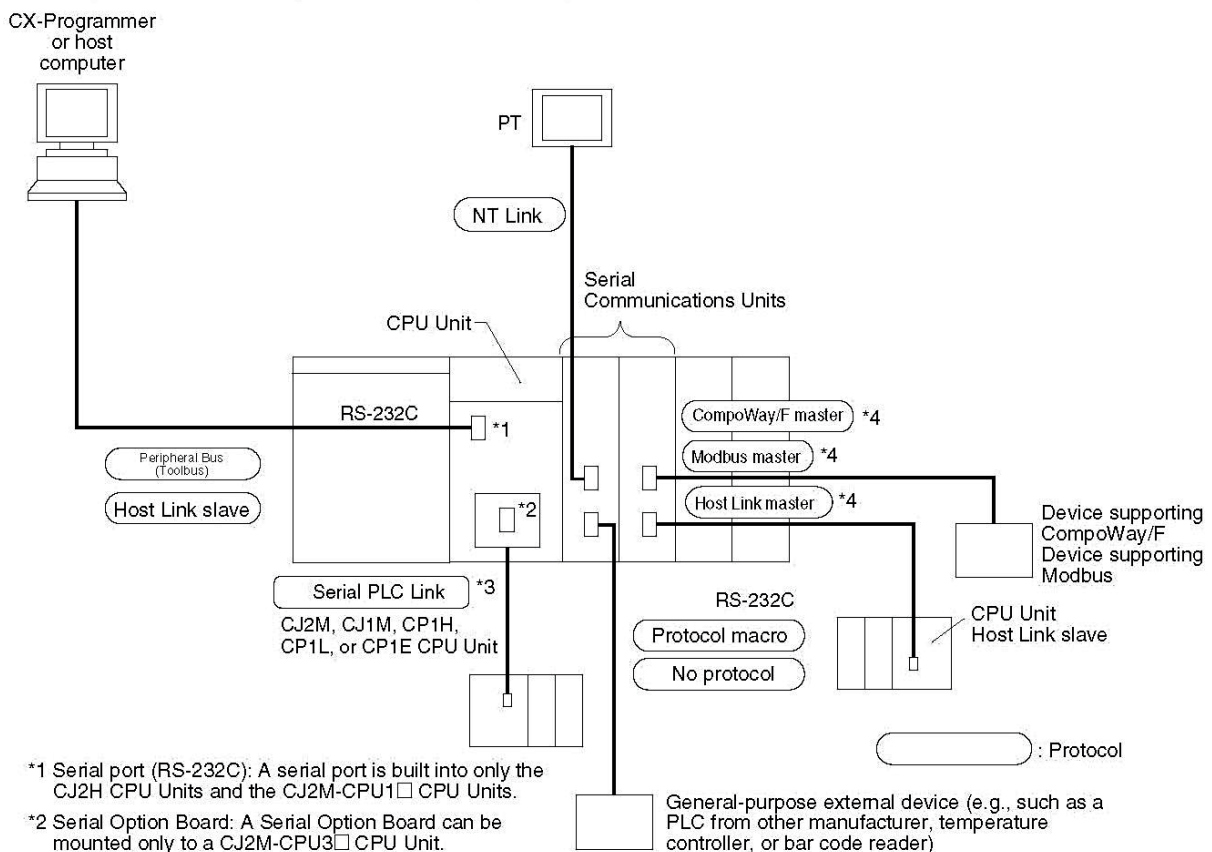 CX-Programmer
or host
computer
PT
NT Link
Serial
Communications Units
CPU Unit
RS-232C
*1
CompoWay/F master
*4
Peripheral Bus
(Toolbus)
Modbus master
*4
Host Link slave
Host Link master
*4
*2
Device supporting
CompoWay/F
Device supporting
Modbus
Serial PLC Link
*3
CJ2M, CJ1M, CP1H,
CP1L, or CP1E CPU Unit
RS-232C
Protocol macro
No protocol
CPU Unit
Host Link slave
: Protocol
*1 Serial port (RS-232C): A serial port is built into only the
CJ2H CPU Units and the CJ2M-CPU1□ CPU Units.
*2 Serial Option Board: A Serial Option Board can be
mounted only to a CJ2M-CPU3□ CPU Unit.
General-purpose external device (e.g., such as a
PLC from other manufacturer, temperature
controller, or bar code reader)